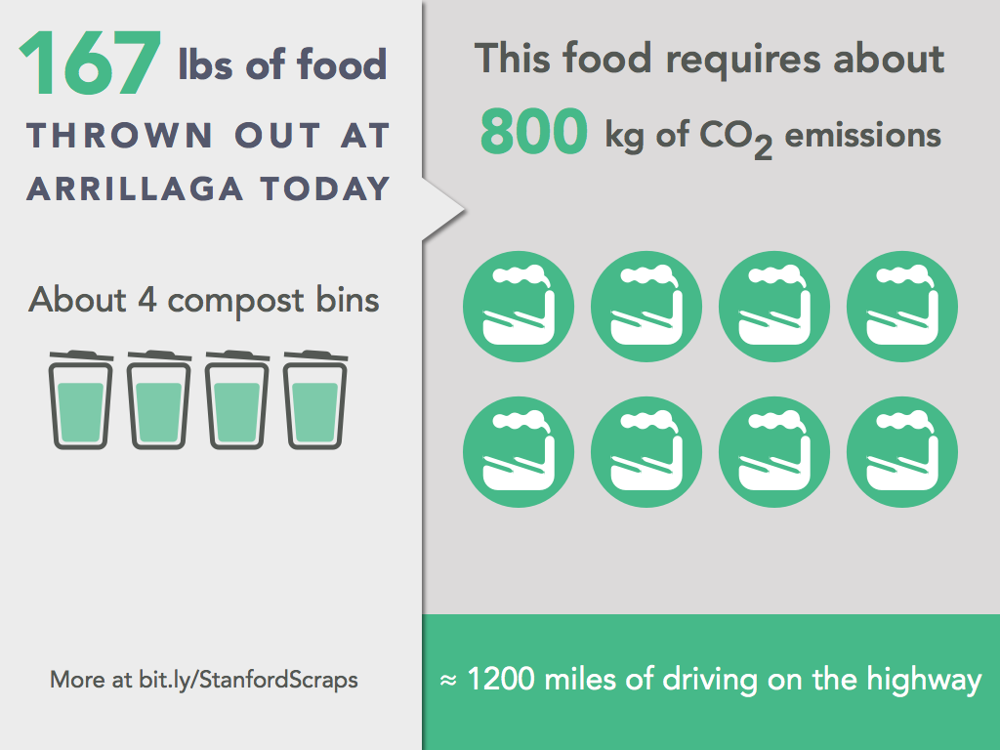 167 lbs of food
THROWN OUT AT
ARRILLAGA TODAY
About 4 compost bins
More at bit.ly/StanfordScraps
This food requires about
800 kg of CO₂ emissions
≈ 1200 miles of driving on the highway